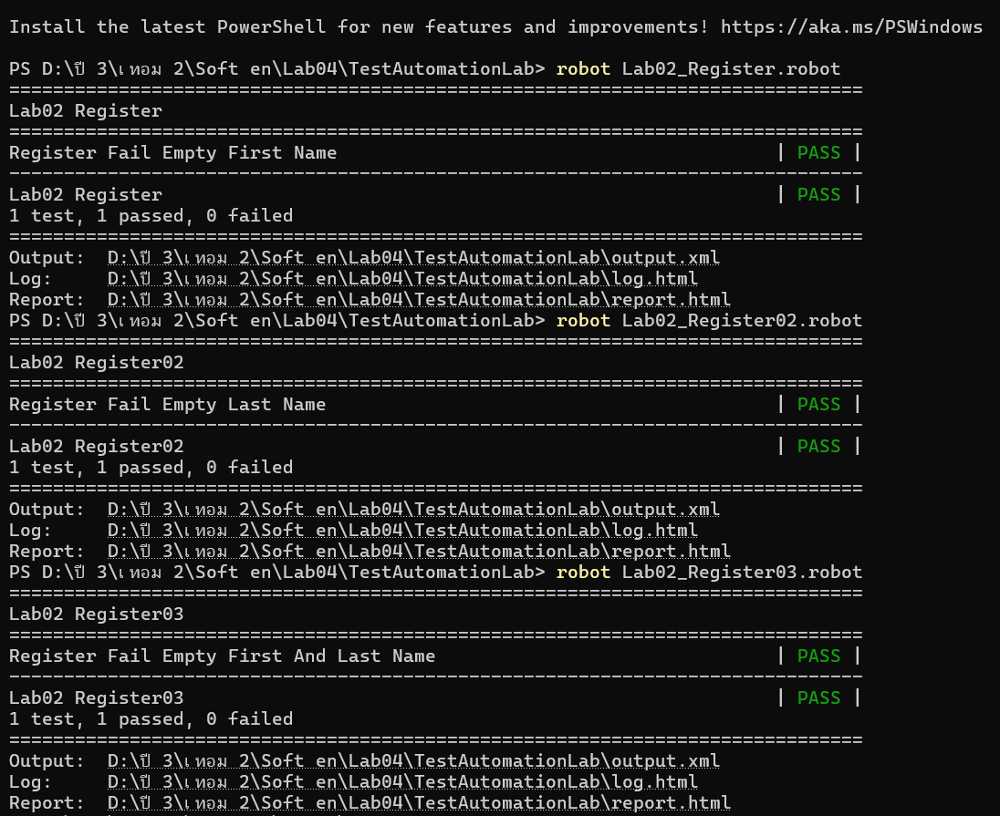 Install the latest PowerShell for new features and improvements! https://aka.ms/PSWindows
PS D:\ปี 3\เทอม 2\Soft en\Lab04\TestAutomationLab> robot Lab02_Register.robot
==============================================================================
Lab02 Register
==============================================================================
Register Fail Empty First Name                                        | PASS |
------------------------------------------------------------------------------
Lab02 Register                                                        | PASS |
1 test, 1 passed, 0 failed
==============================================================================
Output:  D:\ปี 3\เทอม 2\Soft en\Lab04\TestAutomationLab\output.xml
Log:     D:\ปี 3\เทอม 2\Soft en\Lab04\TestAutomationLab\log.html
Report:  D:\ปี 3\เทอม 2\Soft en\Lab04\TestAutomationLab\report.html
PS D:\ปี 3\เทอม 2\Soft en\Lab04\TestAutomationLab> robot Lab02_Register02.robot
==============================================================================
Lab02 Register02
==============================================================================
Register Fail Empty Last Name                                         | PASS |
------------------------------------------------------------------------------
Lab02 Register02                                                      | PASS |
1 test, 1 passed, 0 failed
==============================================================================
Output:  D:\ปี 3\เทอม 2\Soft en\Lab04\TestAutomationLab\output.xml
Log:     D:\ปี 3\เทอม 2\Soft en\Lab04\TestAutomationLab\log.html
Report:  D:\ปี 3\เทอม 2\Soft en\Lab04\TestAutomationLab\report.html
PS D:\ปี 3\เทอม 2\Soft en\Lab04\TestAutomationLab> robot Lab02_Register03.robot
==============================================================================
Lab02 Register03
==============================================================================
Register Fail Empty First And Last Name                               | PASS |
------------------------------------------------------------------------------
Lab02 Register03                                                      | PASS |
1 test, 1 passed, 0 failed
==============================================================================
Output:  D:\ปี 3\เทอม 2\Soft en\Lab04\TestAutomationLab\output.xml
Log:     D:\ปี 3\เทอม 2\Soft en\Lab04\TestAutomationLab\log.html
Report:  D:\ปี 3\เทอม 2\Soft en\Lab04\TestAutomationLab\report.html